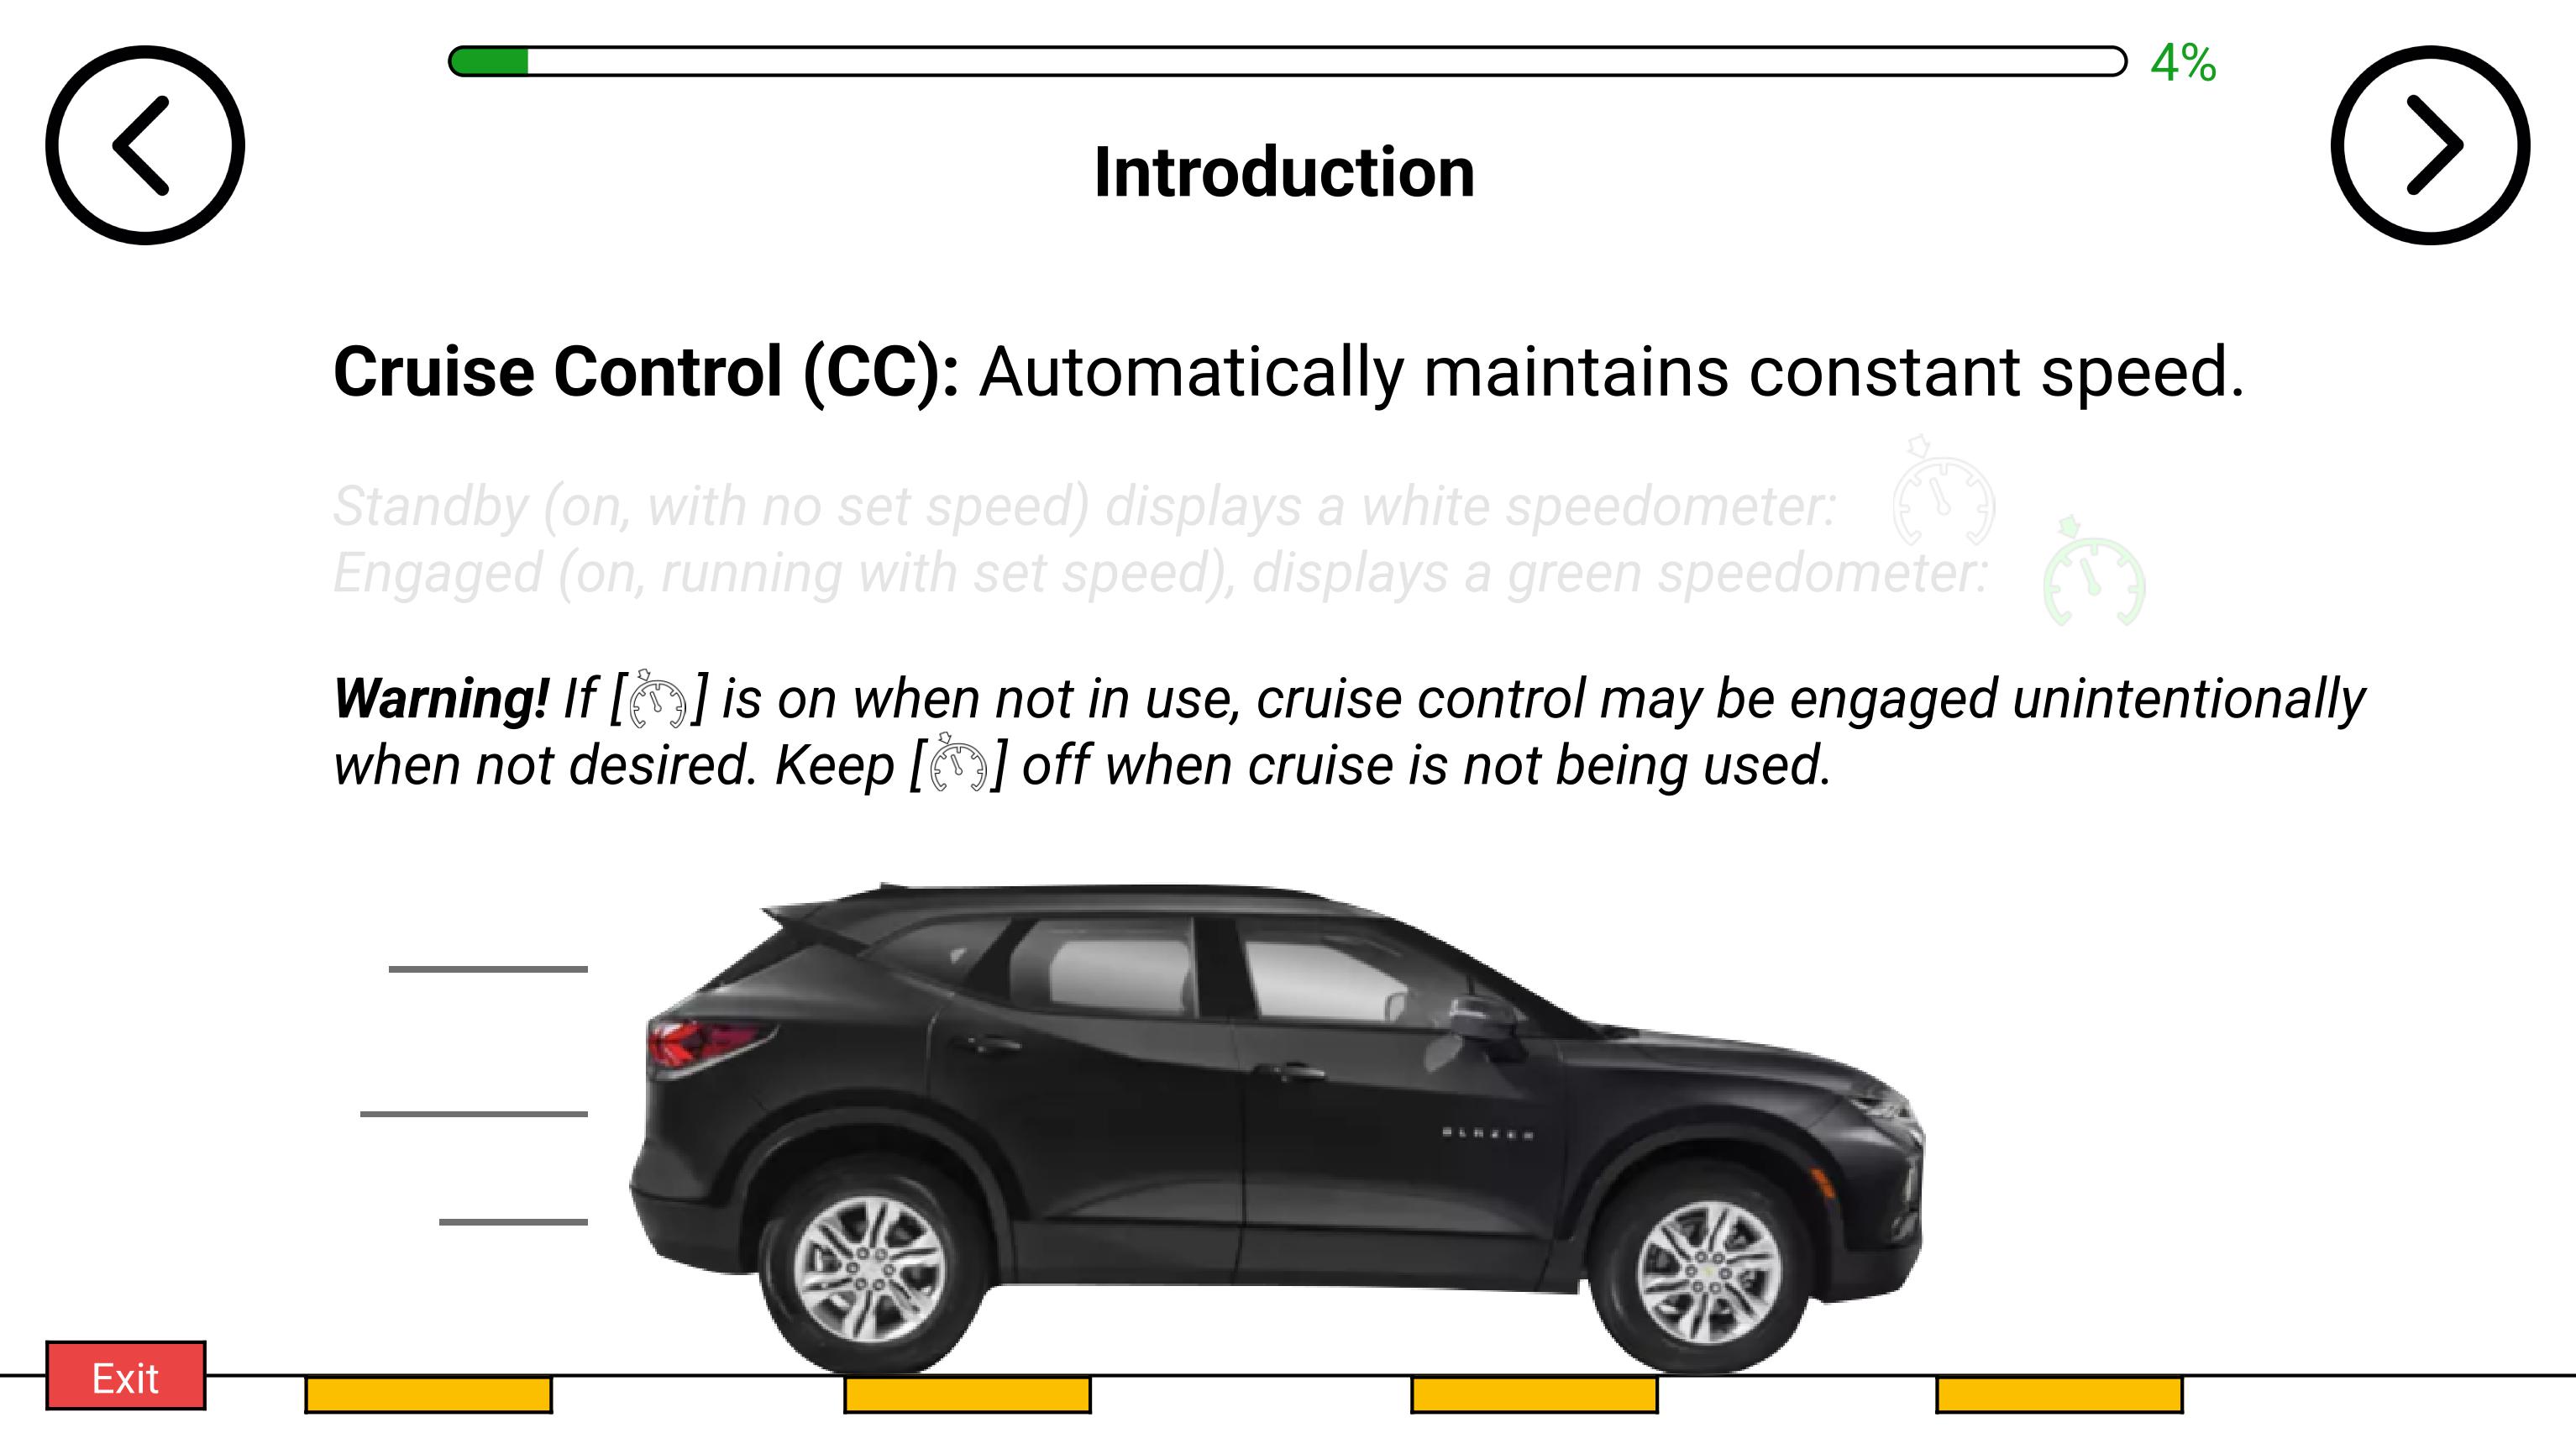 4%
Introduction
Cruise Control (CC): Automatically maintains constant speed.
Standby (on, with no set speed) displays a white speedometer:
Engaged (on, running with set speed), displays a green speedometer:
Warning! If [ ] is on when not in use, cruise control may be engaged unintentionally
when not desired. Keep [ ] off when cruise is not being used.
BLAZER
Exit